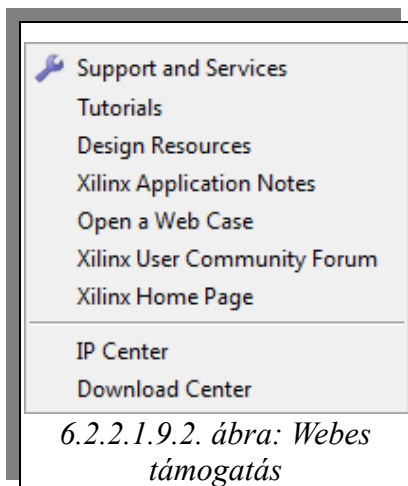 Support and Services
Tutorials
Design Resources
Xilinx Application Notes
Open a Web Case
Xilinx User Community Forum
Xilinx Home Page
IP Center
Download Center
6.2.2.1.9.2. ábra: Webes
támogatás